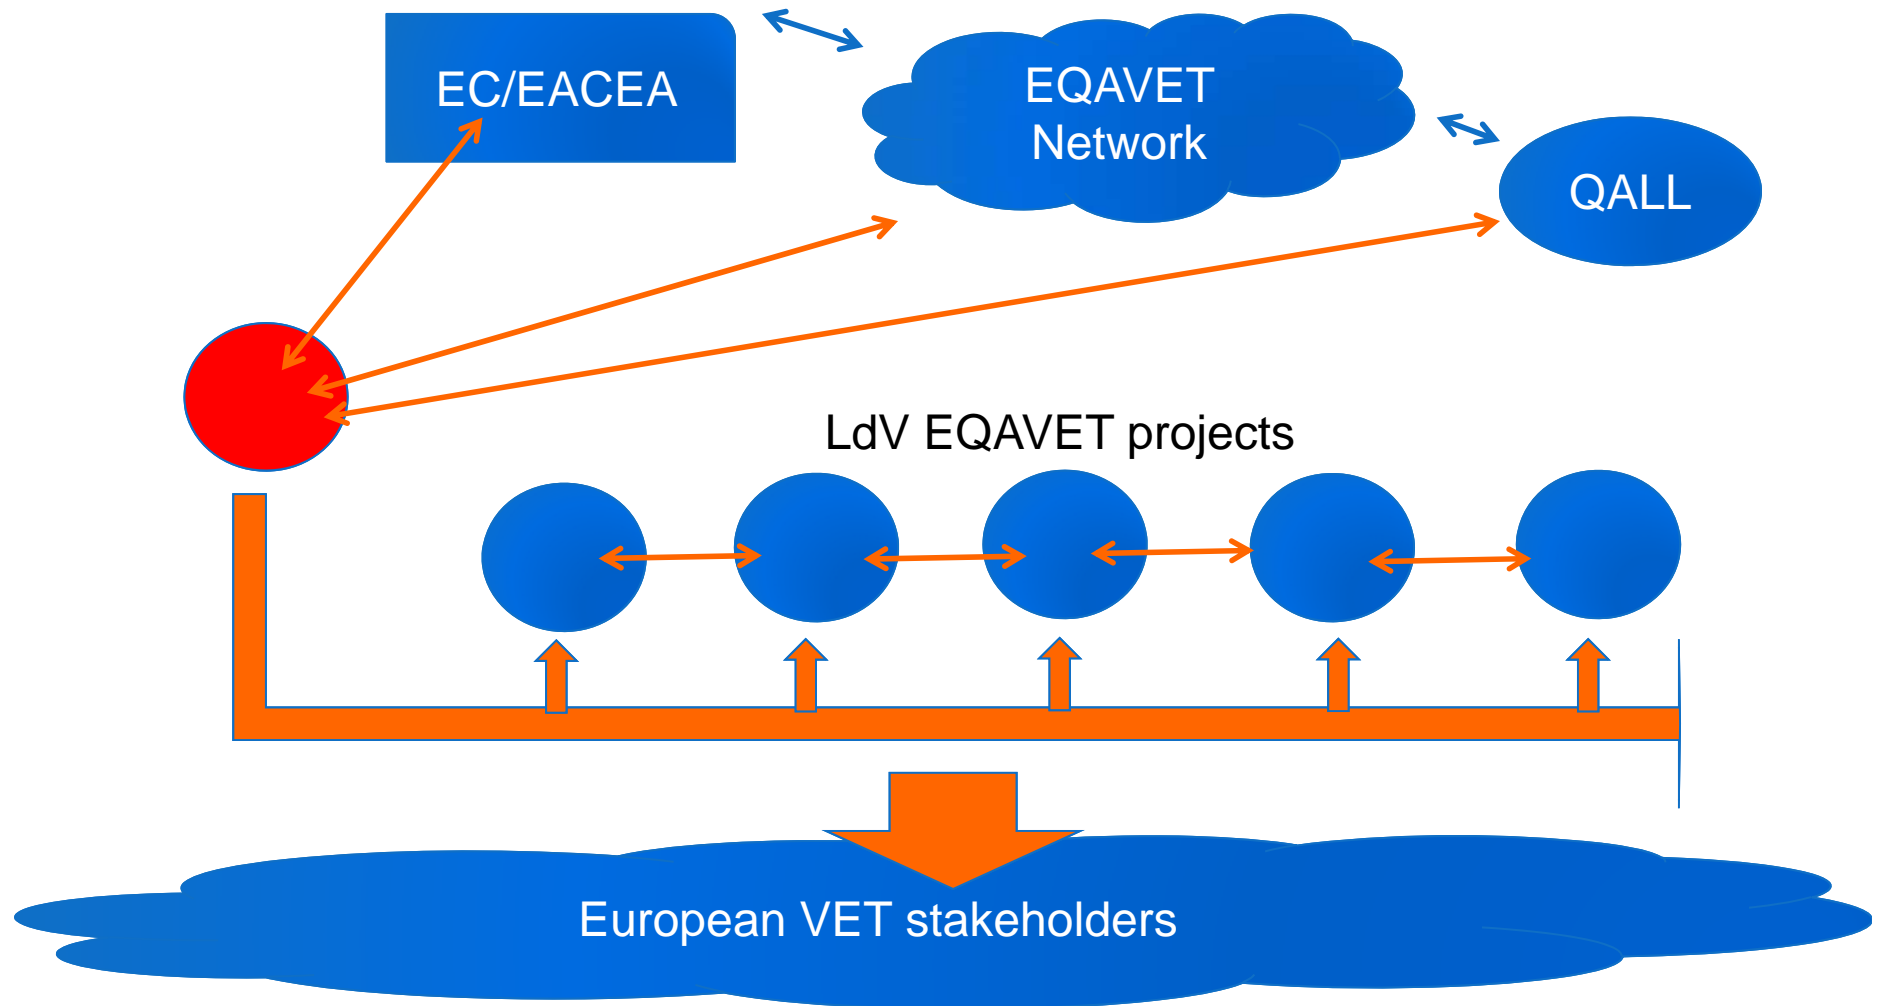 EC/EACEA
EQAVET
Network
QALL
LdV EQAVET projects
European VET stakeholders